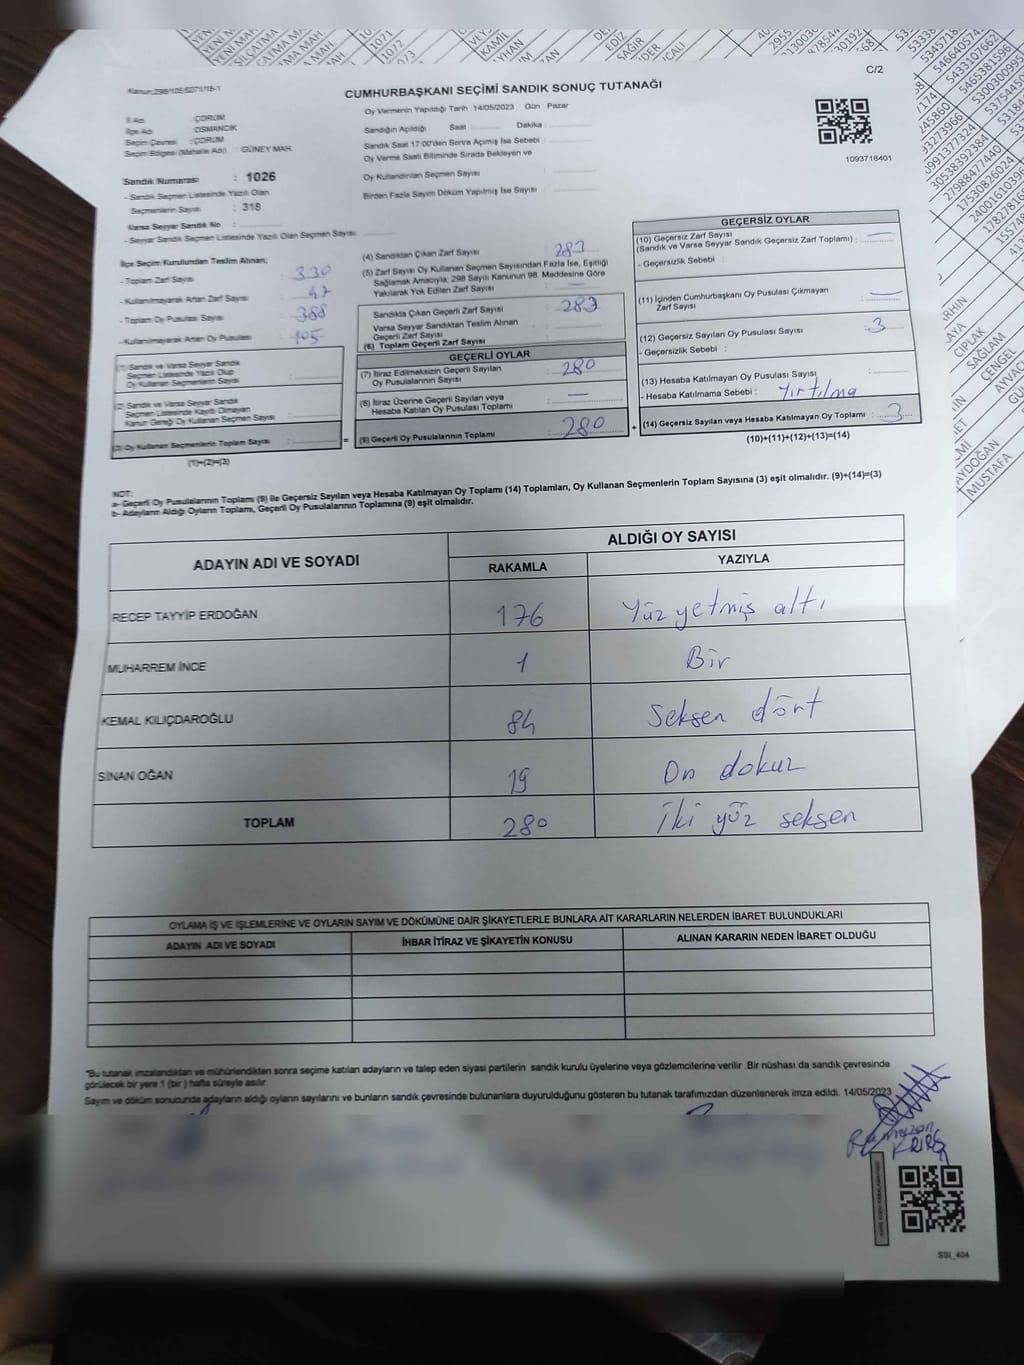 C/2
CUMHURBAŞKANI SEÇİMİ SANDIK SONUÇ TUTANAĞI
İl Adı : ÇORUM
İlçe Adı : OSMANCIK
Seçim Çevresi : ÇORUM
Seçim Bölgesi (Mahalle Adı) : GÜNEY MAH.
Sandık Numarası : 1026
- Sandık Seçmen Listesinde Yazılı Olan
Seçmenlerin Sayısı : 318
Varsa Seyyar Sandık No :
- Seyyar Sandık Seçmen Listesinde Yazılı Olan Seçmen Sayısı :
Oy Vermenin Yapıldığı Tarih : 14/05/2023 Gün : Pazar
Sandığın Açıldığı Saat : Dakika :
Sandık Saat 17:00'den Sonra Açımış İse Sebebi :
Oy Verme Saati Bitiminde Sırada Bekleyen ve
Oy Kullandırılan Seçmen Sayısı :
Birden Fazla Sayım Döküm Yapılmış İse Sayısı :
1093718401
İlçe Seçim Kurulundan Teslim Alınan;
- Toplam Zarf Sayısı : 330
- Kullanılmayarak Artan Zarf Sayısı : 47
- Toplam Oy Pusulası Sayısı : 388
- Kullanılmayarak Artan Oy Pusulası : 105
(1) Sandık ve Varsa Seyyar Sandık
Seçmen Listesinde Yazılı Olup
Oy Kullanan Seçmenlerin Sayısı :
(2) Sandık ve Varsa Seyyar Sandık
Seçmen Listesinde Kayıtlı Olmayan
Kanun Gereği Oy Kullanan Seçmen Sayısı :
(3) Oy Kullanan Seçmenlerin Toplam Sayısı :
(1)+(2)=(3)
(4) Sandıktan Çıkan Zarf Sayısı : 283
(5) Zarf Sayısı Oy Kullanan Seçmen Sayısından Fazla İse, Eşitliği
Sağlamak Amacıyla, 298 Sayılı Kanunun 98. Maddesine Göre
Yakılarak Yok Edilen Zarf Sayısı : —
Sandıkta Çıkan Geçerli Zarf Sayısı : 283
Varsa Seyyar Sandıktan Teslim Alınan
Geçerli Zarf Sayısı :
(6) Toplam Geçerli Zarf Sayısı :
GEÇERLİ OYLAR
(7) İtiraz Edilmeksizin Geçerli Sayılan
Oy Pusulalarının Sayısı : 280
(8) İtiraz Üzerine Geçerli Sayılan veya
Hesaba Katılan Oy Pusulası Toplamı : —
(9) Geçerli Oy Pusulalarının Toplamı : 280
GEÇERSİZ OYLAR
(10) Geçersiz Zarf Sayısı
(Sandık ve Varsa Seyyar Sandık Geçersiz Zarf Toplamı) : —
- Geçersizlik Sebebi :
(11) İçinden Cumhurbaşkanı Oy Pusulası Çıkmayan
Zarf Sayısı : —
(12) Geçersiz Sayılan Oy Pusulası Sayısı : 3
- Geçersizlik Sebebi :
(13) Hesaba Katılmayan Oy Pusulası Sayısı :
- Hesaba Katılmama Sebebi : Yırtılma
(14) Geçersiz Sayılan veya Hesaba Katılmayan Oy Toplamı : 3
(10)+(11)+(12)+(13)=(14)
NOT:
a- Geçerli Oy Pusulalarının Toplamı (9) ile Geçersiz Sayılan veya Hesaba Katılmayan Oy Toplamı (14) Toplamları, Oy Kullanan Seçmenlerin Toplam Sayısına (3) eşit olmalıdır. (9)+(14)=(3)
b- Adayların Aldığı Oyların Toplamı, Geçerli Oy Pusulalarının Toplamına (9) eşit olmalıdır.
ADAYIN ADI VE SOYADI
ALDIĞI OY SAYISI
RAKAMLA YAZIYLA
RECEP TAYYİP ERDOĞAN 176 Yüz yetmiş altı
MUHARREM İNCE 1 Bir
KEMAL KILIÇDAROĞLU 84 Seksen dört
SİNAN OĞAN 19 On dokuz
TOPLAM 280 İki yüz seksen
OYLAMA İŞ VE İŞLEMLERİNE VE OYLARIN SAYIM VE DÖKÜMÜNE DAİR ŞİKAYETLERLE BUNLARA AİT KARARLARIN NELERDEN İBARET BULUNDUKLARI
ADAYIN ADI VE SOYADI İHBAR İTİRAZ VE ŞİKAYETİN KONUSU ALINAN KARARIN NEDEN İBARET OLDUĞU
*Bu tutanak imzalandıktan ve mühürlendikten sonra seçime katılan adayların ve talep eden siyasi partilerin sandık kurulu üyelerine veya gözlemcilerine verilir .Bir nüshası da sandık çevresinde
görülecek bir yere 1 (bir ) hafta süreyle asılır.
Sayım ve döküm sonucunda adayların aldığı oyların sayılarını ve bunların sandık çevresinde bulunanlara duyurulduğunu gösteren bu tutanak tarafımızdan düzenlenerek imza edildi. 14/05/2023
Ramazan
SSI_404